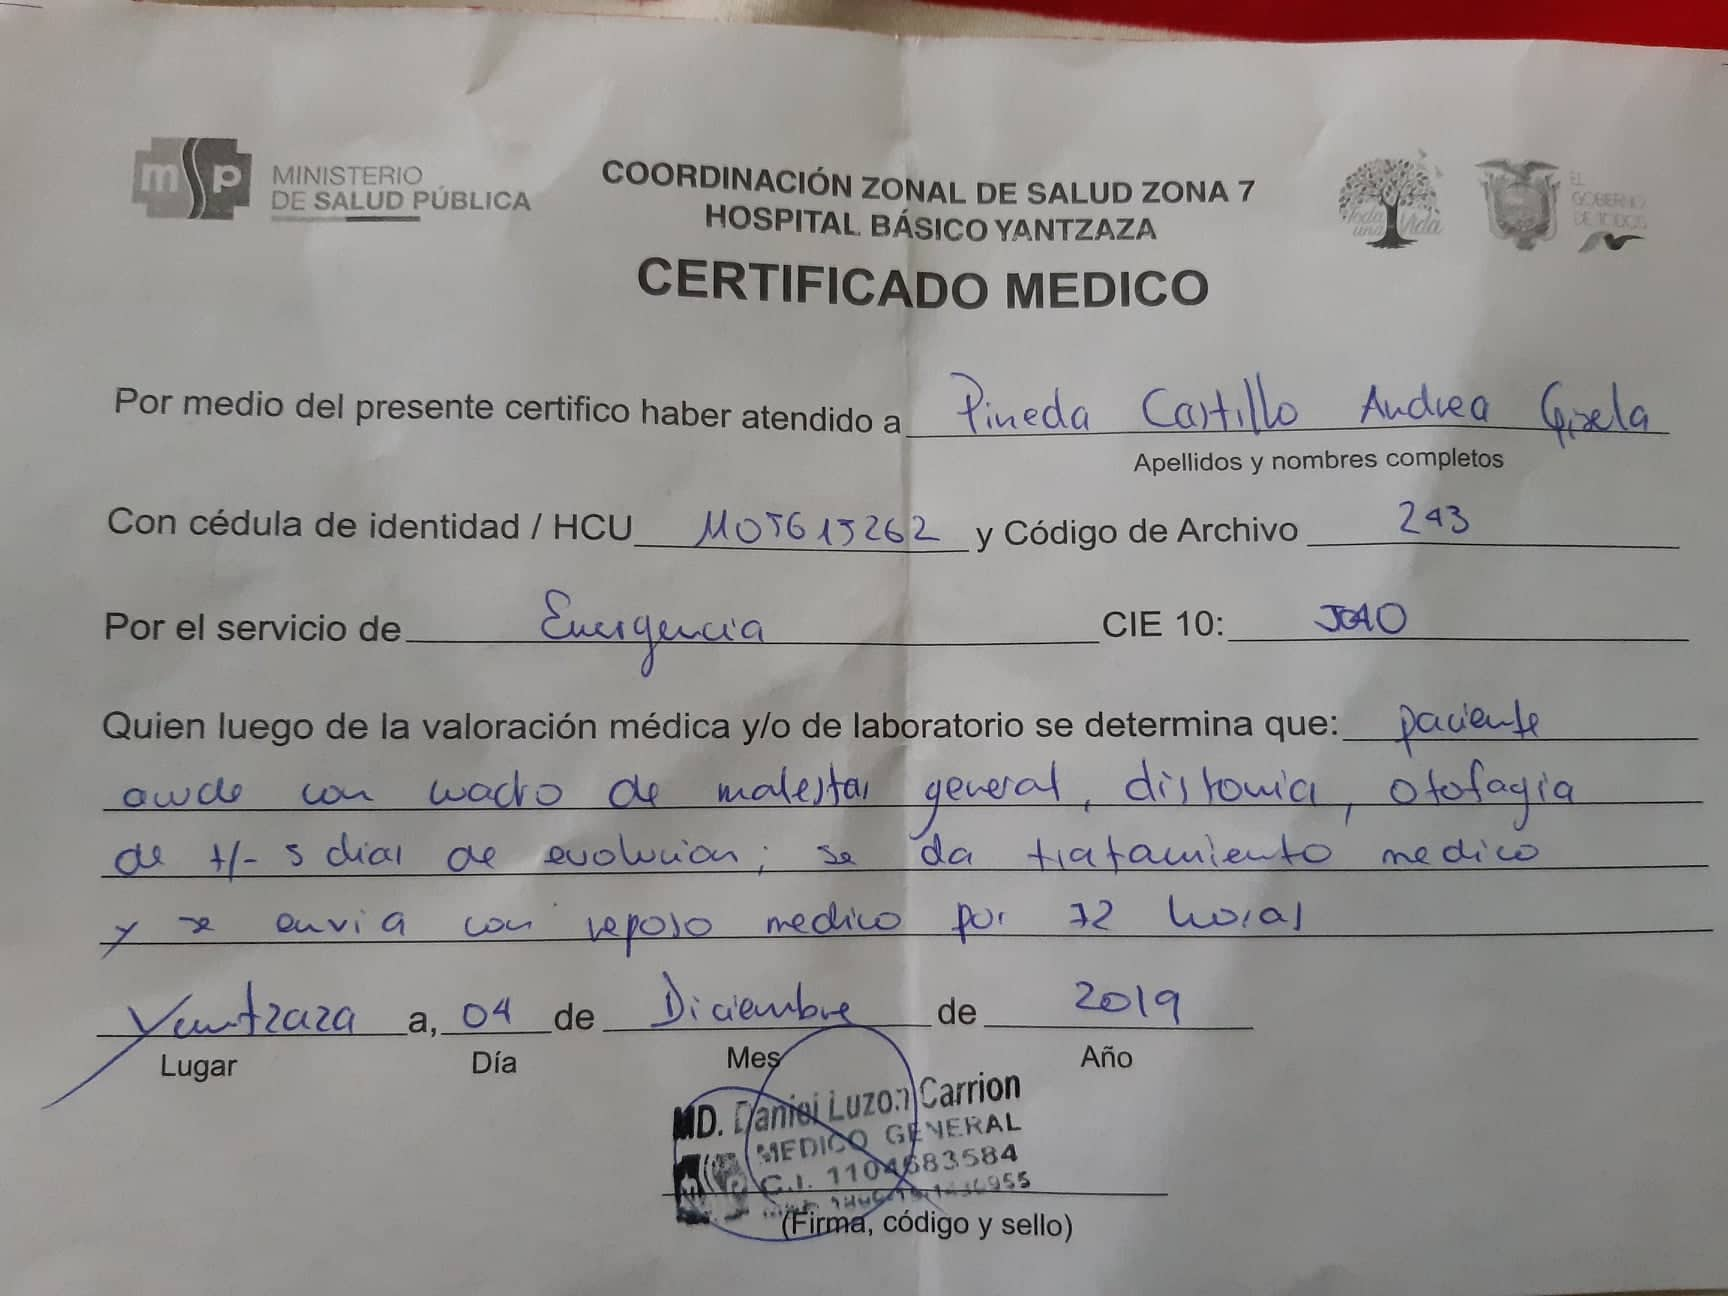 msp MINISTERIO
DE SALUD PÚBLICA
COORDINACIÓN ZONAL DE SALUD ZONA 7
HOSPITAL BÁSICO YANTZAZA
CERTIFICADO MEDICO
Toda
una Vida
EL
GOBIERNO
DE TODOS
Por medio del presente certifico haber atendido a Pineda Castillo Andrea Gisela
Apellidos y nombres completos
Con cédula de identidad / HCU 1105615262 y Código de Archivo 243
Por el servicio de Emergencia CIE 10: J040
Quien luego de la valoración médica y/o de laboratorio se determina que: paciente
acude con cuadro de malestar general, disfonia, otofagia
de +/- 5 dias de evolucion; se da tratamiento medico
y se envia con reposo medico por 72 horas
Yantzaza a, 04 de Diciembre de 2019
Lugar Día Mes Año
MD. Daniel Luzon Carrion
MEDICO GENERAL
C.I. 1104683584
(Firma, código y sello)